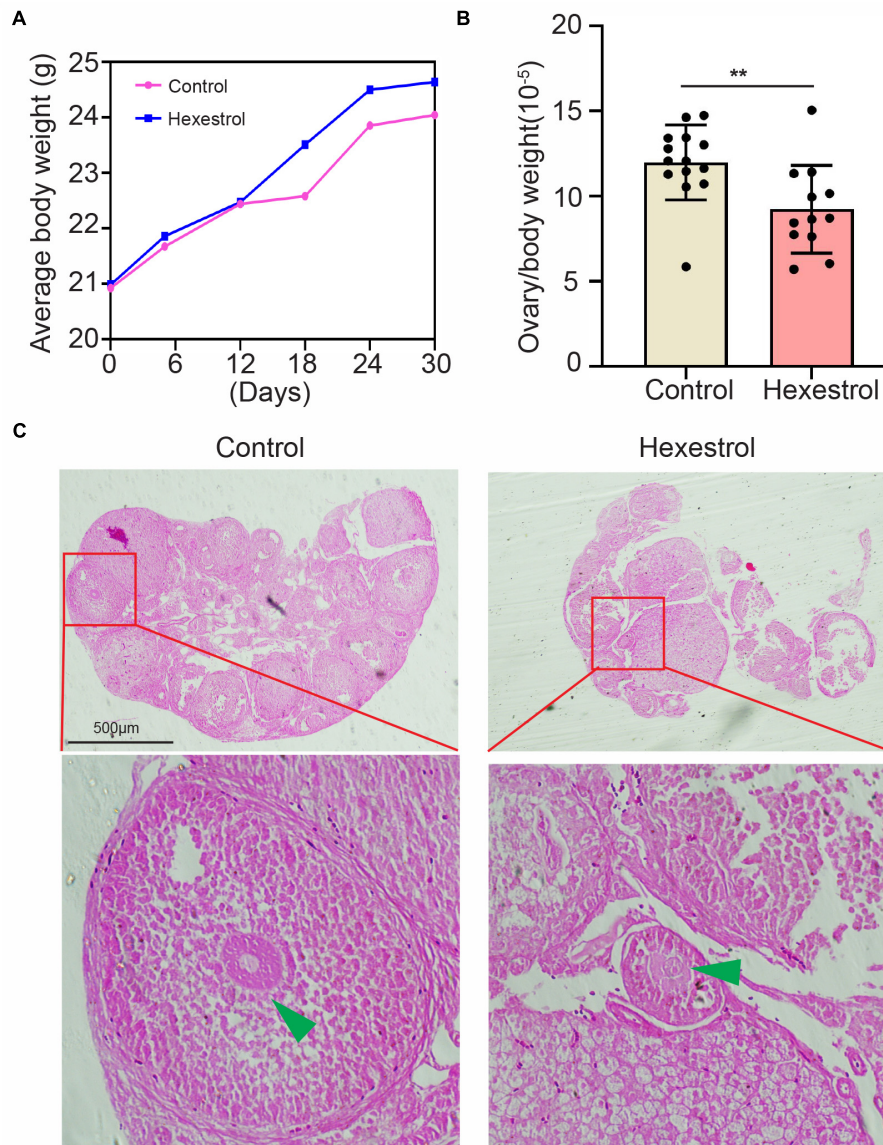 A
Average body weight (g)
25
24
23
22
21
20
Control
Hexestrol
0 6 12 18 24 30
(Days)
B
Ovary/body weight(10⁻⁵)
20
15
10
5
0
**
Control Hexestrol
C
Control Hexestrol
500μm